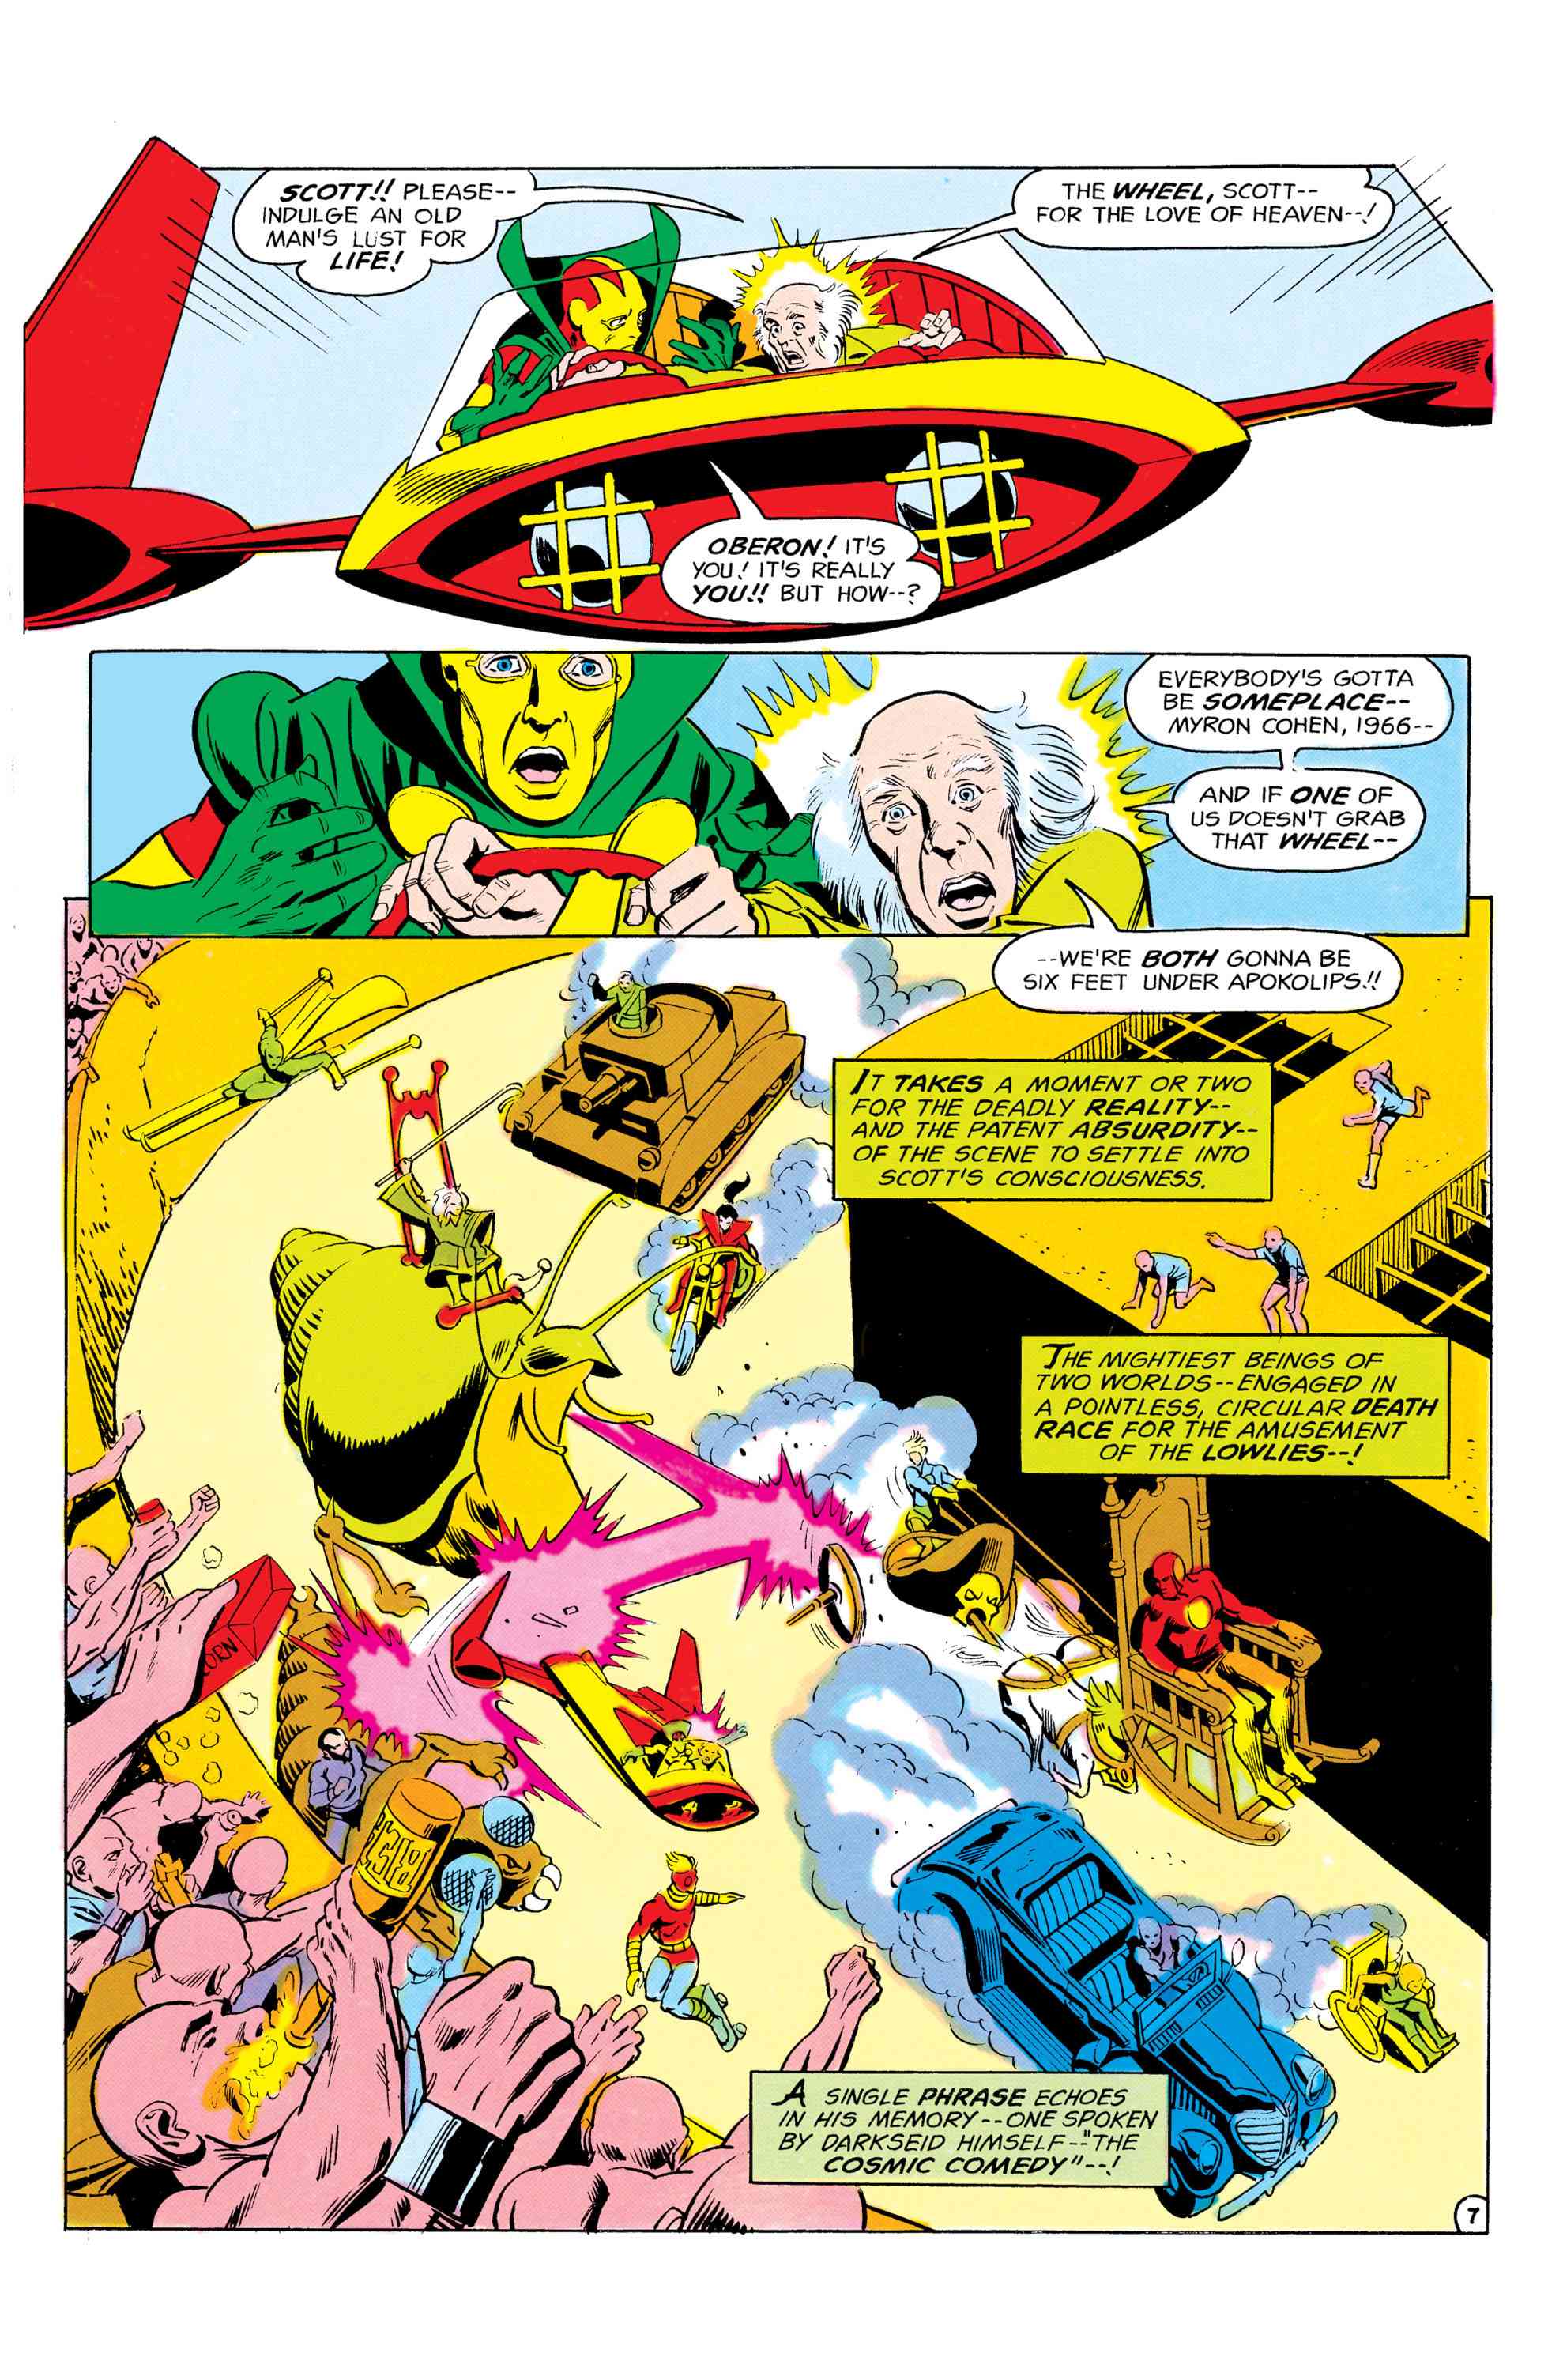 SCOTT!! PLEASE--
INDULGE AN OLD
MAN'S LUST FOR
LIFE!
THE WHEEL, SCOTT--
FOR THE LOVE OF HEAVEN--!
OBERON! IT'S
YOU! IT'S REALLY
YOU!! BUT HOW--?
EVERYBODY'S GOTTA
BE SOMEPLACE--
MYRON COHEN, 1966--
AND IF ONE OF
US DOESN'T GRAB
THAT WHEEL--
--WE'RE BOTH GONNA BE
SIX FEET UNDER APOKOLIPS!!
IT TAKES A MOMENT OR TWO
FOR THE DEADLY REALITY--
AND THE PATENT ABSURDITY--
OF THE SCENE TO SETTLE INTO
SCOTT'S CONSCIOUSNESS.
THE MIGHTIEST BEINGS OF
TWO WORLDS--ENGAGED IN
A POINTLESS, CIRCULAR DEATH
RACE FOR THE AMUSEMENT
OF THE LOWLIES--!
A SINGLE PHRASE ECHOES
IN HIS MEMORY--ONE SPOKEN
BY DARKSEID HIMSELF--"THE
COSMIC COMEDY"--!
7